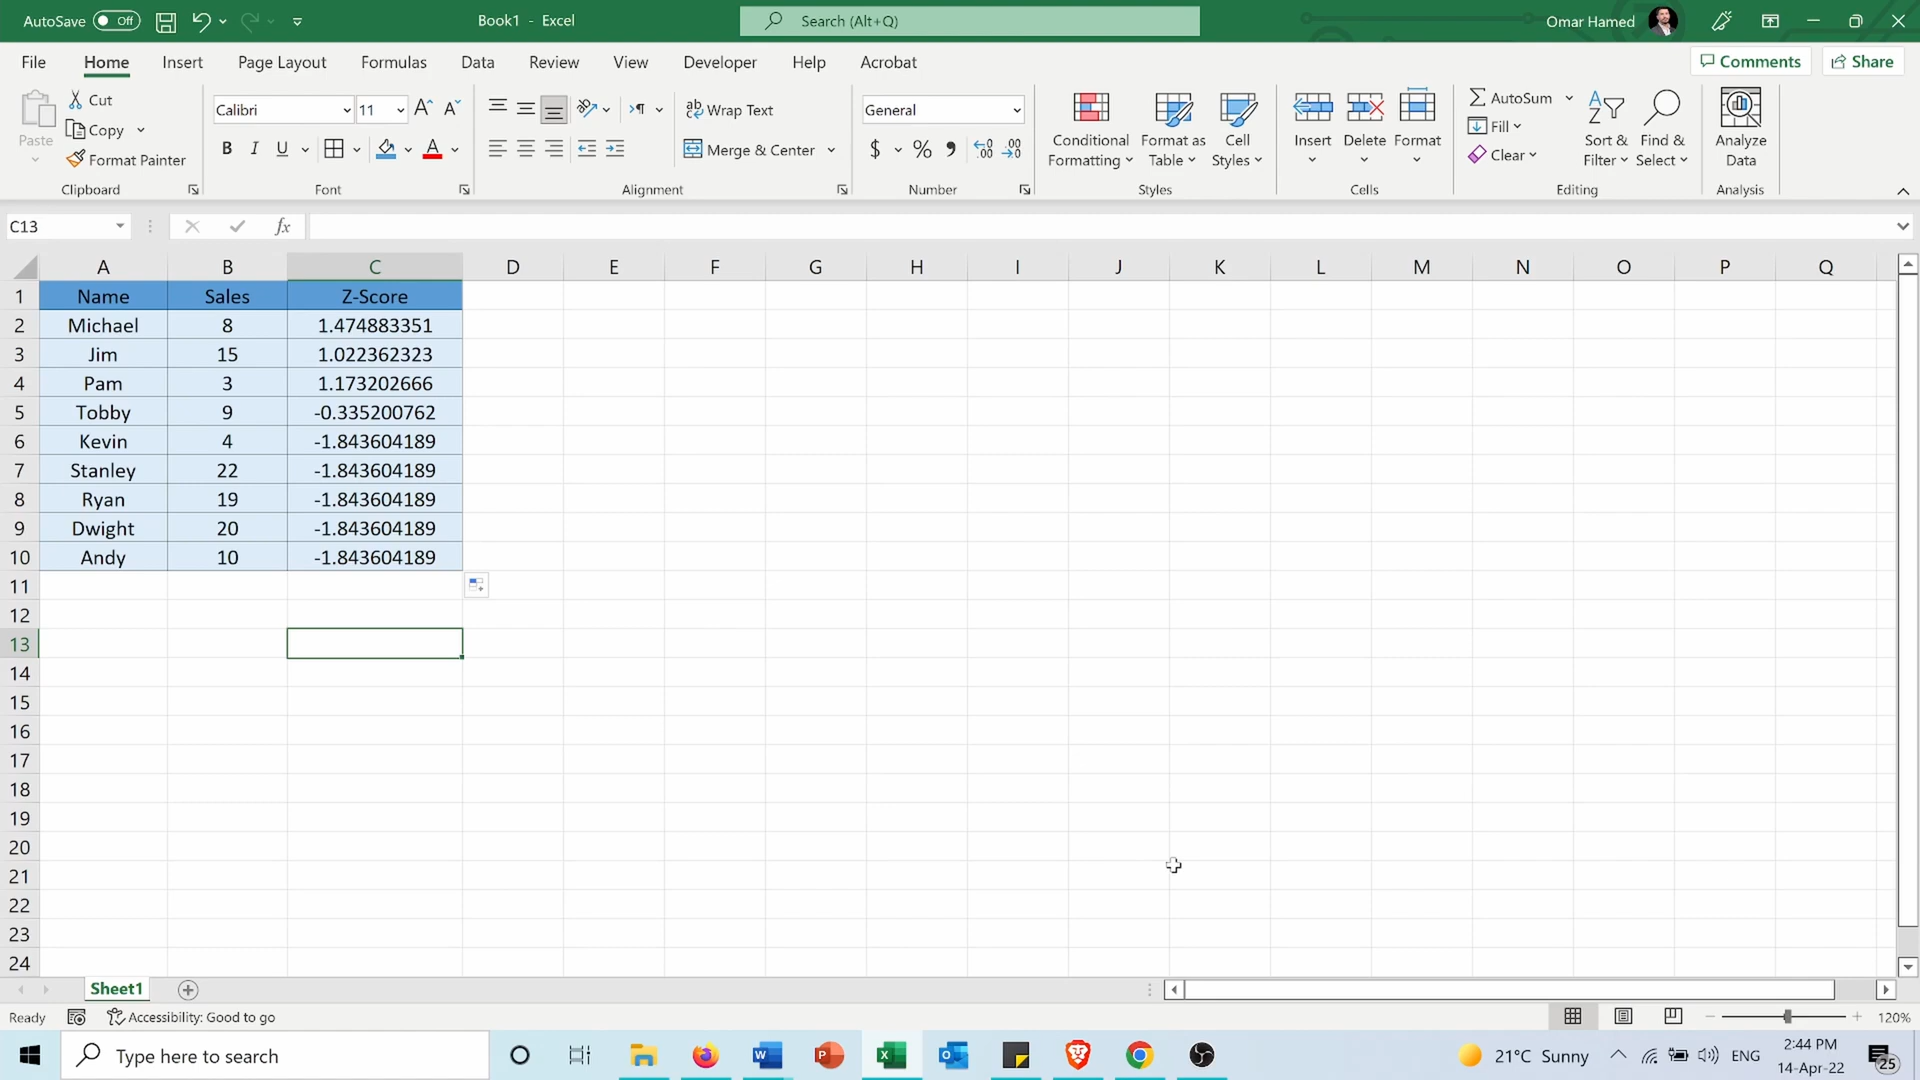 AutoSave Off Book1 - Excel Search (Alt+Q) Omar Hamed
File Home Insert Page Layout Formulas Data Review View Developer Help Acrobat Comments Share
Paste
Cut
Copy
Format Painter
Clipboard
Calibri 11
B I U
Font
Wrap Text
Merge & Center
Alignment
General
$ %
Number
Conditional Formatting
Format as Table
Cell Styles
Styles
Insert Delete Format
Cells
AutoSum
Fill
Clear
Sort & Filter
Find & Select
Editing
Analyze Data
Analysis
C13 fx
A B C D E F G H I J K L M N O P Q
1 Name Sales Z-Score
2 Michael 8 1.474883351
3 Jim 15 1.022362323
4 Pam 3 1.173202666
5 Tobby 9 -0.335200762
6 Kevin 4 -1.843604189
7 Stanley 22 -1.843604189
8 Ryan 19 -1.843604189
9 Dwight 20 -1.843604189
10 Andy 10 -1.843604189
11
12
13
14
15
16
17
18
19
20
21
22
23
24
Sheet1
Ready Accessibility: Good to go 120%
Type here to search 21°C Sunny ENG 2:44 PM
14-Apr-22 25